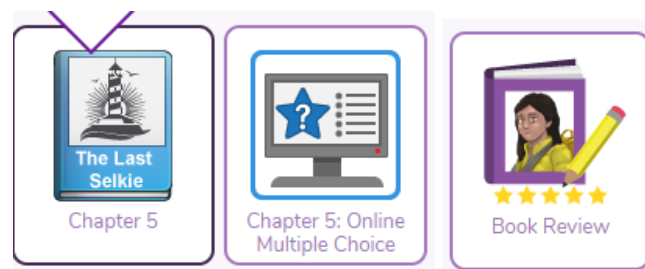 The Last
Selkie
Chapter 5
?
Chapter 5: Online
Multiple Choice
Book Review